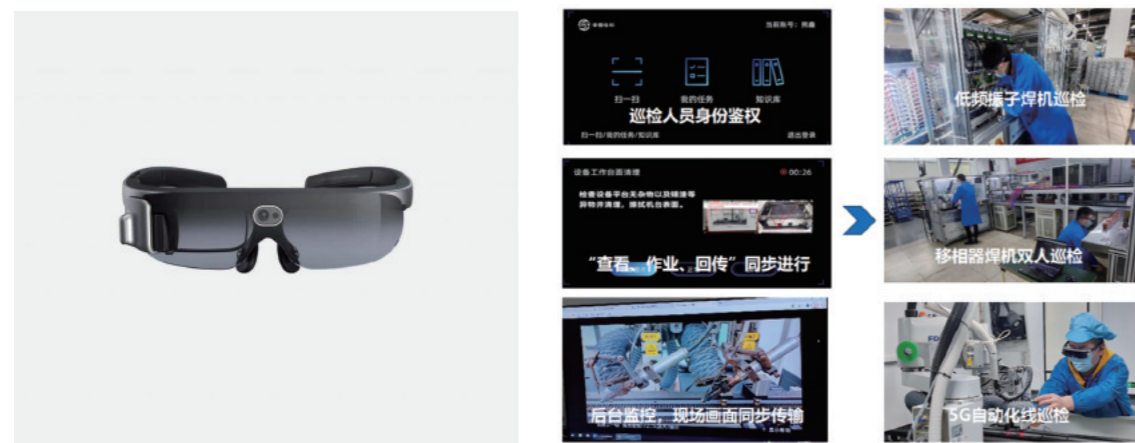 当前账号：熊鑫
扫一扫
我的任务
知识库
巡检人员身份鉴权
扫一扫/我的任务/知识库
退出登录
设备工作台面清理
00:26
检查设备平台无杂物以及锡渣等
异物并清理，擦拭机台表面。
“查看、作业、回传”同步进行
后台监控，现场画面同步传输
低频振子焊机巡检
移相器焊机双人巡检
5G自动化线巡检